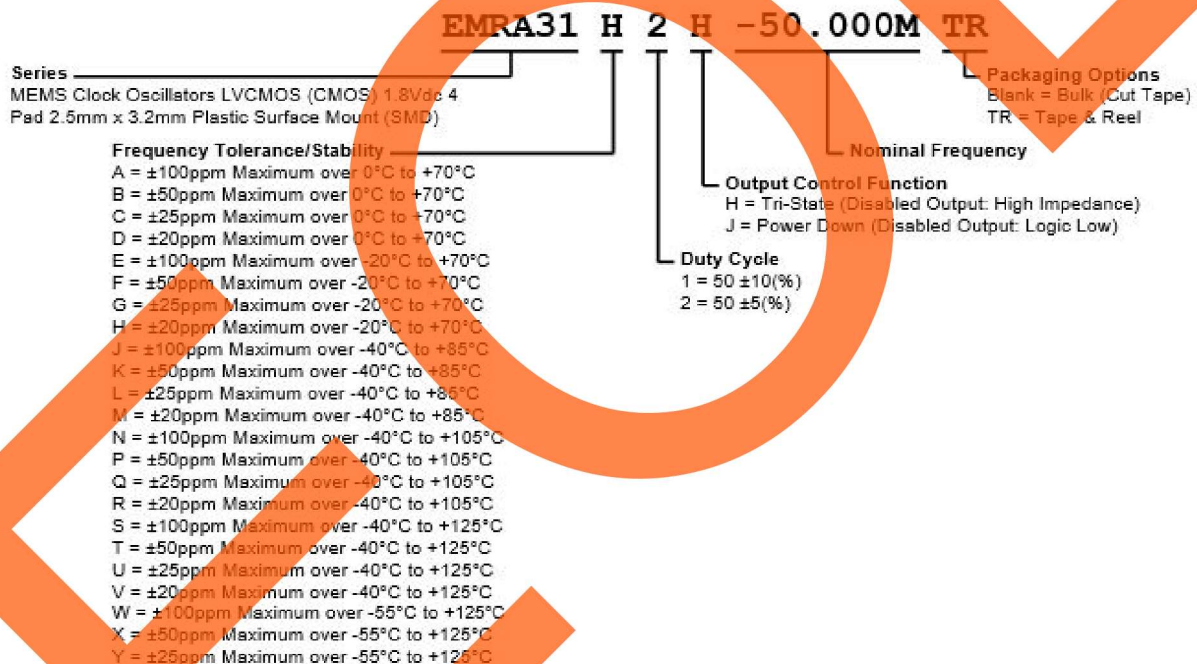 EMRA31 H 2 H -50.000M TR
Series
MEMS Clock Oscillators LVCMOS (CMOS) 1.8Vdc 4
Pad 2.5mm x 3.2mm Plastic Surface Mount (SMD)
Frequency Tolerance/Stability
A = ±100ppm Maximum over 0°C to +70°C
B = ±50ppm Maximum over 0°C to +70°C
C = ±25ppm Maximum over 0°C to +70°C
D = ±20ppm Maximum over 0°C to +70°C
E = ±100ppm Maximum over -20°C to +70°C
F = ±50ppm Maximum over -20°C to +70°C
G = ±25ppm Maximum over -20°C to +70°C
H = ±20ppm Maximum over -20°C to +70°C
J = ±100ppm Maximum over -40°C to +85°C
K = ±50ppm Maximum over -40°C to +85°C
L = ±25ppm Maximum over -40°C to +85°C
M = ±20ppm Maximum over -40°C to +85°C
N = ±100ppm Maximum over -40°C to +105°C
P = ±50ppm Maximum over -40°C to +105°C
Q = ±25ppm Maximum over -40°C to +105°C
R = ±20ppm Maximum over -40°C to +105°C
S = ±100ppm Maximum over -40°C to +125°C
T = ±50ppm Maximum over -40°C to +125°C
U = ±25ppm Maximum over -40°C to +125°C
V = ±20ppm Maximum over -40°C to +125°C
W = ±100ppm Maximum over -55°C to +125°C
X = ±50ppm Maximum over -55°C to +125°C
Y = ±25ppm Maximum over -55°C to +125°C
Duty Cycle
1 = 50 ±10(%)
2 = 50 ±5(%)
Output Control Function
H = Tri-State (Disabled Output: High Impedance)
J = Power Down (Disabled Output: Logic Low)
Nominal Frequency
Packaging Options
Blank = Bulk (Cut Tape)
TR = Tape & Reel